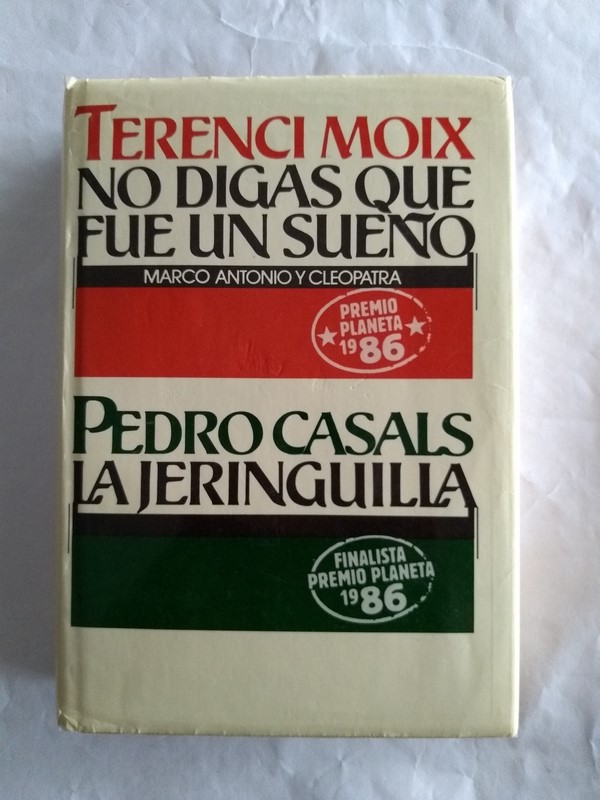 TERENCI MOIX
NO DIGAS QUE
FUE UN SUEÑO
MARCO ANTONIO Y CLEOPATRA
PREMIO
PLANETA
1986
PEDRO CASALS
LA JERINGUILLA
FINALISTA
PREMIO PLANETA
1986